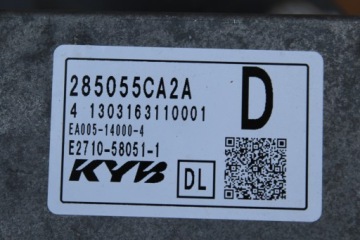 285055CA2A
D
4 1303163110001
EA005-14000-4
E2710-58051-1
KYB
DL